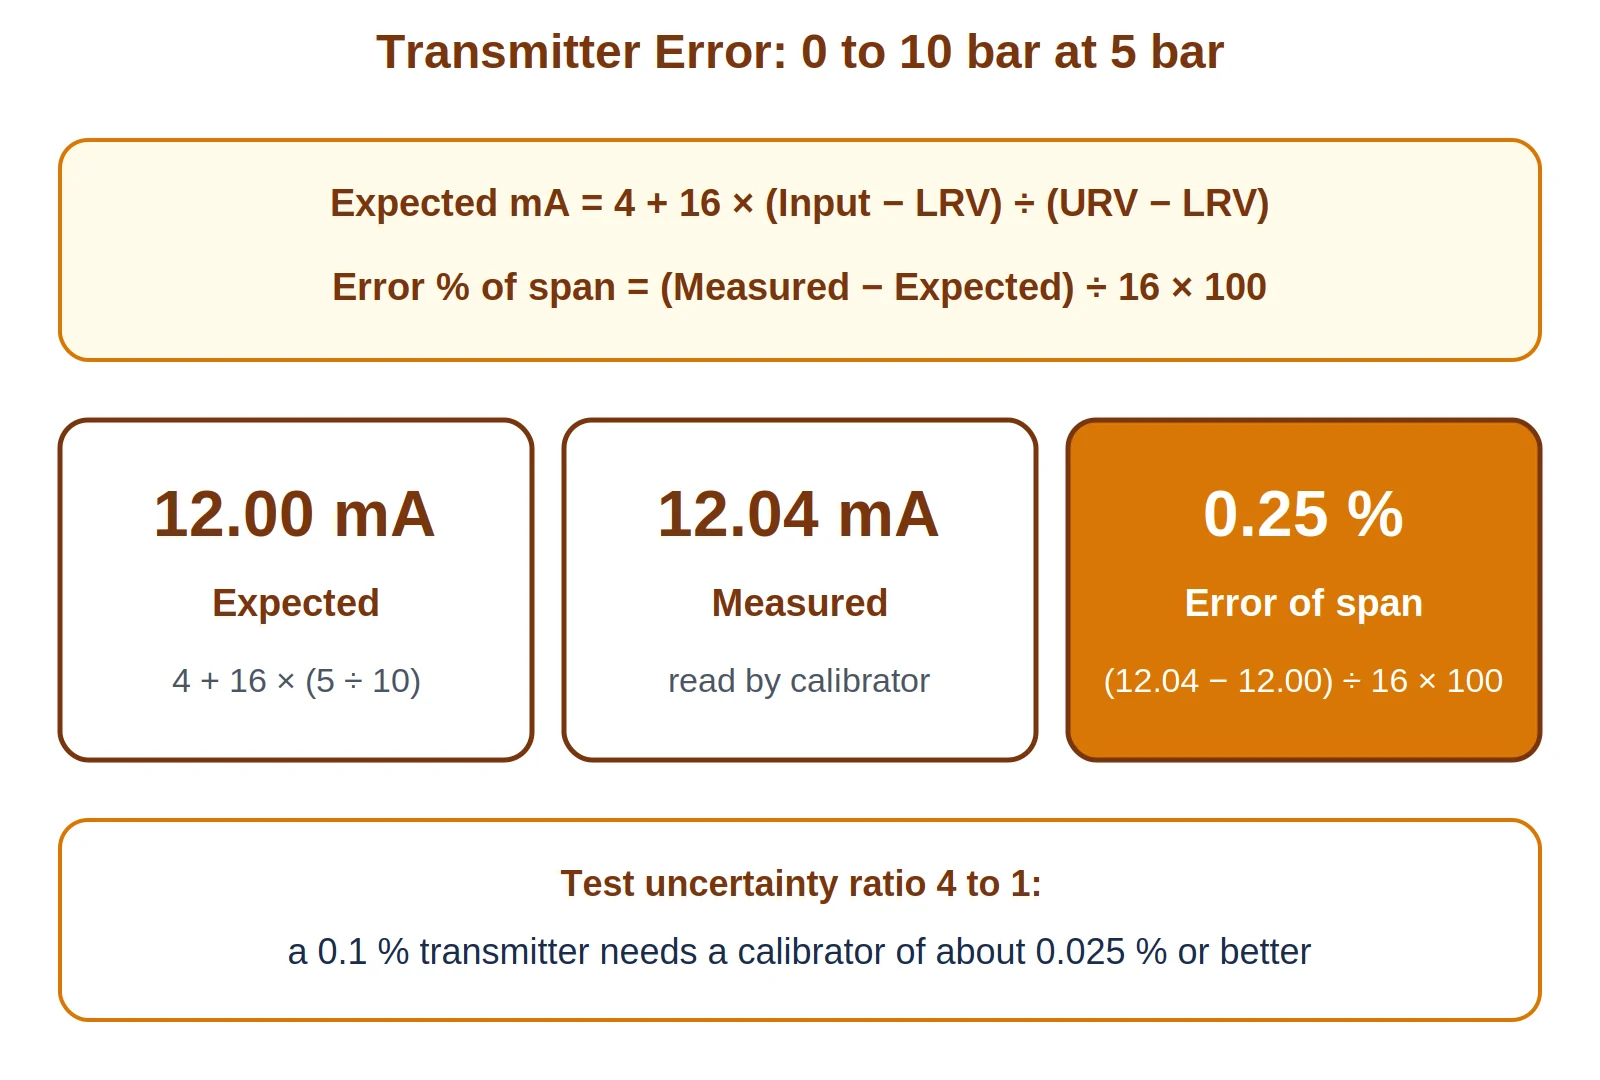 Transmitter Error: 0 to 10 bar at 5 bar
Expected mA = 4 + 16 × (Input − LRV) ÷ (URV − LRV)
Error % of span = (Measured − Expected) ÷ 16 × 100
12.00 mA
Expected
4 + 16 × (5 ÷ 10)
12.04 mA
Measured
read by calibrator
0.25 %
Error of span
(12.04 − 12.00) ÷ 16 × 100
Test uncertainty ratio 4 to 1:
a 0.1 % transmitter needs a calibrator of about 0.025 % or better